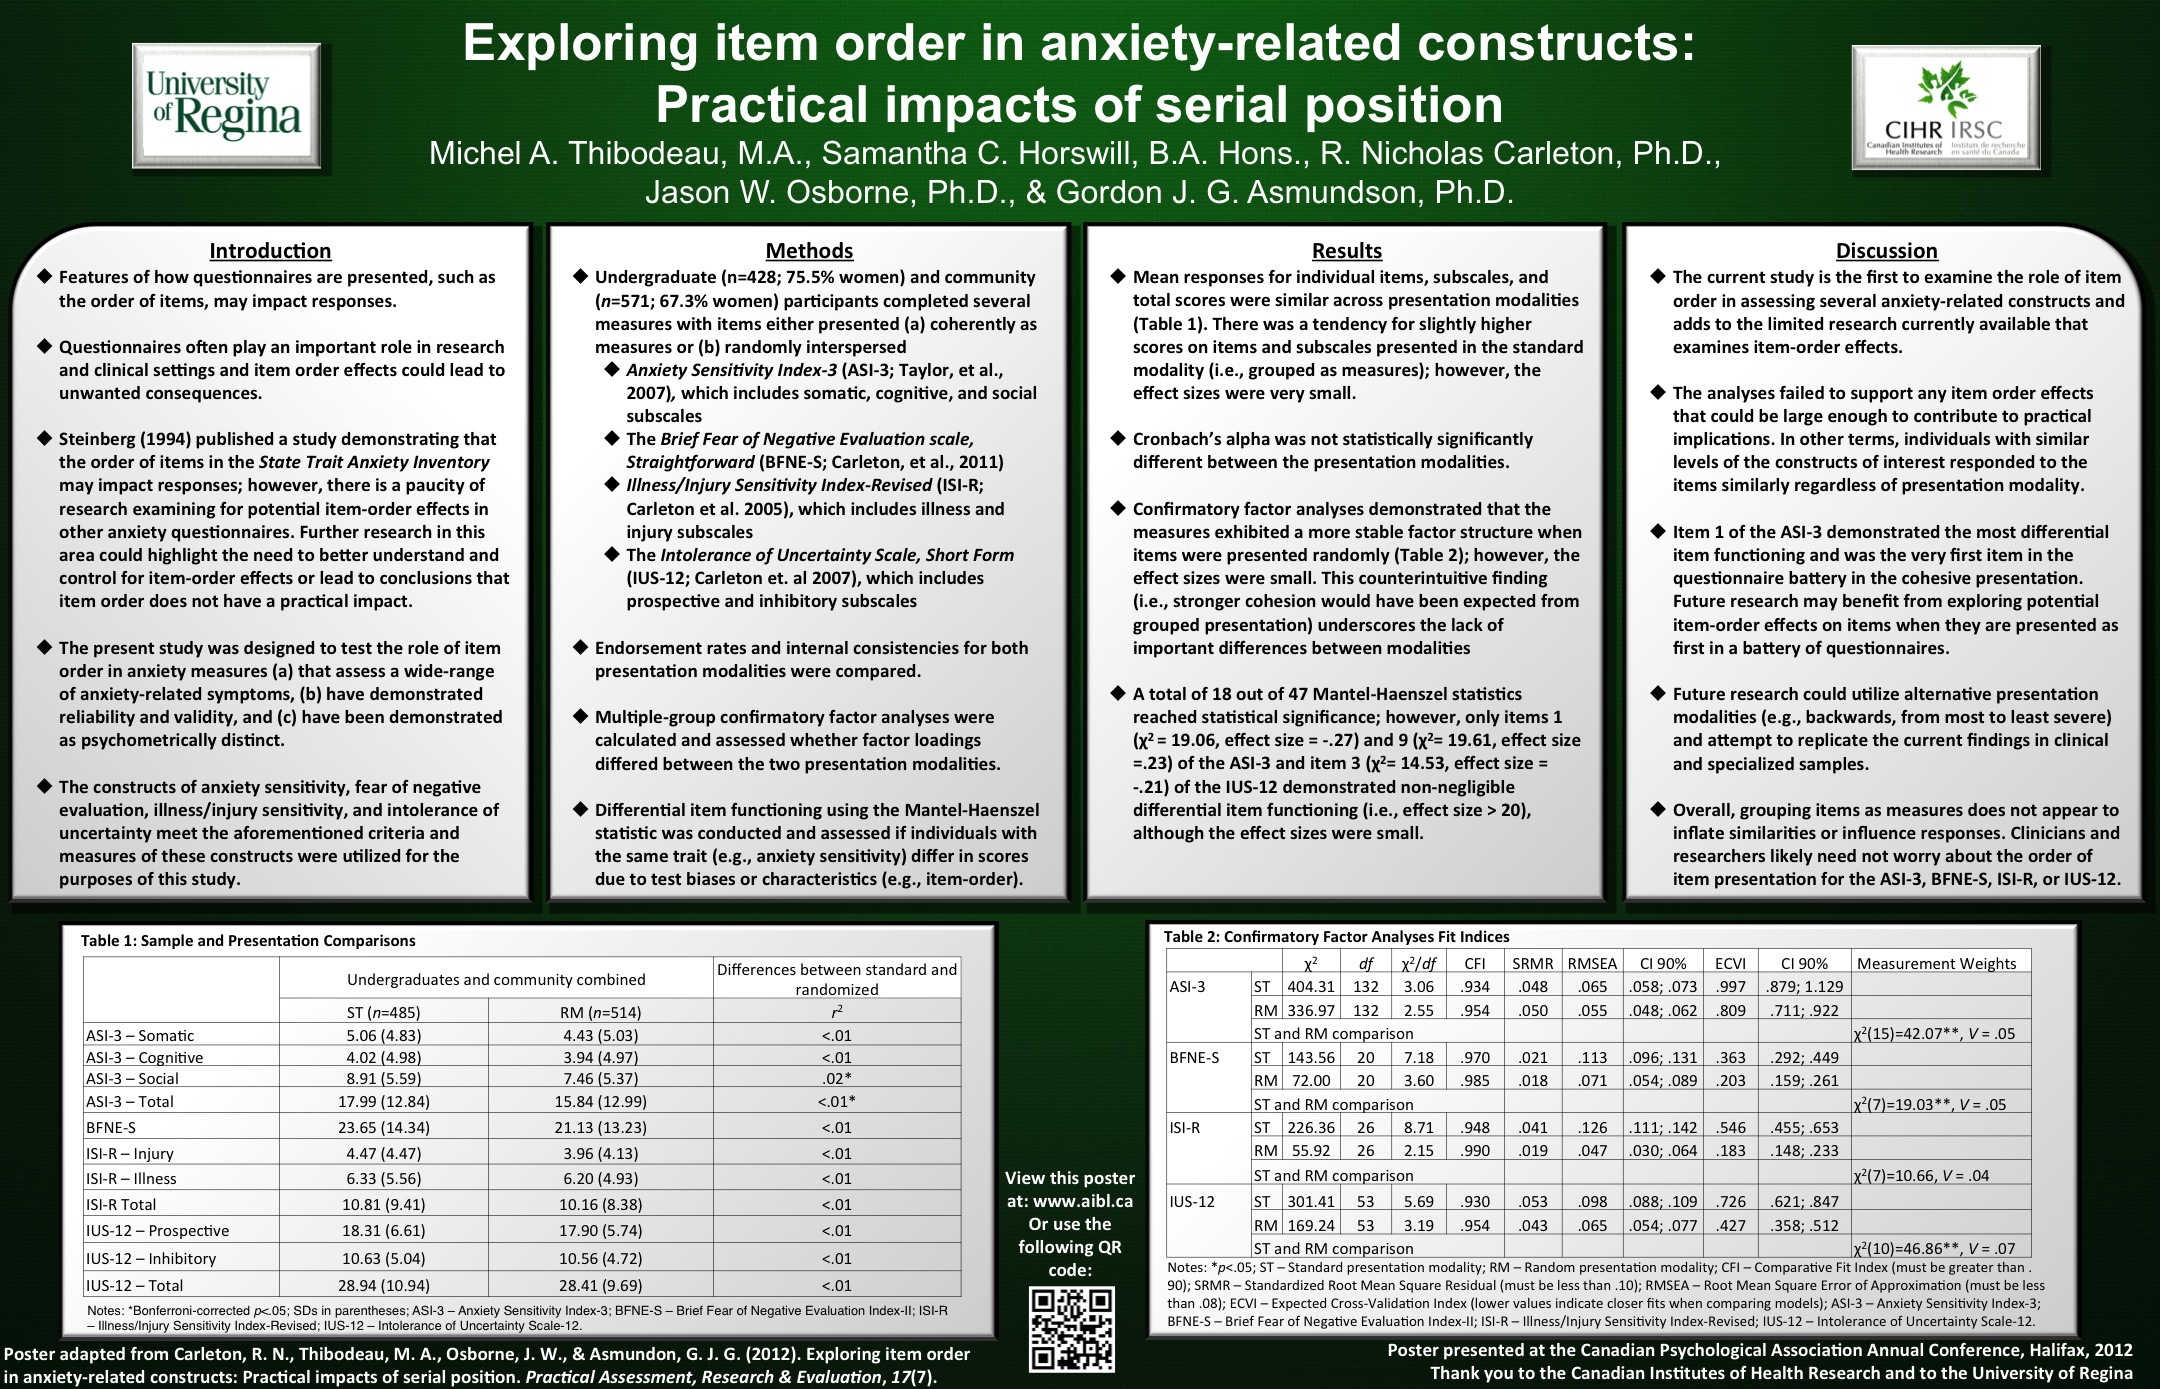 Exploring item order in anxiety-related constructs:
Practical impacts of serial position
Michel A. Thibodeau, M.A., Samantha C. Horswill, B.A. Hons., R. Nicholas Carleton, Ph.D.,
Jason W. Osborne, Ph.D., & Gordon J. G. Asmundson, Ph.D.
University
of Regina
CIHR IRSC
Canadian Institutes of Health Research
Instituts de recherche en santé du Canada
Introduction
◆ Features of how questionnaires are presented, such as
the order of items, may impact responses.
◆ Questionnaires often play an important role in research
and clinical settings and item order effects could lead to
unwanted consequences.
◆ Steinberg (1994) published a study demonstrating that
the order of items in the State Trait Anxiety Inventory
may impact responses; however, there is a paucity of
research examining for potential item-order effects in
other anxiety questionnaires. Further research in this
area could highlight the need to better understand and
control for item-order effects or lead to conclusions that
item order does not have a practical impact.
◆ The present study was designed to test the role of item
order in anxiety measures (a) that assess a wide-range
of anxiety-related symptoms, (b) have demonstrated
reliability and validity, and (c) have been demonstrated
as psychometrically distinct.
◆ The constructs of anxiety sensitivity, fear of negative
evaluation, illness/injury sensitivity, and intolerance of
uncertainty meet the aforementioned criteria and
measures of these constructs were utilized for the
purposes of this study.
Methods
◆ Undergraduate (n=428; 75.5% women) and community
(n=571; 67.3% women) participants completed several
measures with items either presented (a) coherently as
measures or (b) randomly interspersed
◆ Anxiety Sensitivity Index-3 (ASI-3; Taylor, et al.,
2007), which includes somatic, cognitive, and social
subscales
◆ The Brief Fear of Negative Evaluation scale,
Straightforward (BFNE-S; Carleton, et al., 2011)
◆ Illness/Injury Sensitivity Index-Revised (ISI-R;
Carleton et al. 2005), which includes illness and
injury subscales
◆ The Intolerance of Uncertainty Scale, Short Form
(IUS-12; Carleton et. al 2007), which includes
prospective and inhibitory subscales
◆ Endorsement rates and internal consistencies for both
presentation modalities were compared.
◆ Multiple-group confirmatory factor analyses were
calculated and assessed whether factor loadings
differed between the two presentation modalities.
◆ Differential item functioning using the Mantel-Haenszel
statistic was conducted and assessed if individuals with
the same trait (e.g., anxiety sensitivity) differ in scores
due to test biases or characteristics (e.g., item-order).
Results
◆ Mean responses for individual items, subscales, and
total scores were similar across presentation modalities
(Table 1). There was a tendency for slightly higher
scores on items and subscales presented in the standard
modality (i.e., grouped as measures); however, the
effect sizes were very small.
◆ Cronbach's alpha was not statistically significantly
different between the presentation modalities.
◆ Confirmatory factor analyses demonstrated that the
measures exhibited a more stable factor structure when
items were presented randomly (Table 2); however, the
effect sizes were small. This counterintuitive finding
(i.e., stronger cohesion would have been expected from
grouped presentation) underscores the lack of
important differences between modalities
◆ A total of 18 out of 47 Mantel-Haenszel statistics
reached statistical significance; however, only items 1
(χ² = 19.06, effect size = -.27) and 9 (χ²= 19.61, effect size
=.23) of the ASI-3 and item 3 (χ²= 14.53, effect size =
-.21) of the IUS-12 demonstrated non-negligible
differential item functioning (i.e., effect size > 20),
although the effect sizes were small.
Discussion
◆ The current study is the first to examine the role of item
order in assessing several anxiety-related constructs and
adds to the limited research currently available that
examines item-order effects.
◆ The analyses failed to support any item order effects
that could be large enough to contribute to practical
implications. In other terms, individuals with similar
levels of the constructs of interest responded to the
items similarly regardless of presentation modality.
◆ Item 1 of the ASI-3 demonstrated the most differential
item functioning and was the very first item in the
questionnaire battery in the cohesive presentation.
Future research may benefit from exploring potential
item-order effects on items when they are presented as
first in a battery of questionnaires.
◆ Future research could utilize alternative presentation
modalities (e.g., backwards, from most to least severe)
and attempt to replicate the current findings in clinical
and specialized samples.
◆ Overall, grouping items as measures does not appear to
inflate similarities or influence responses. Clinicians and
researchers likely need not worry about the order of
item presentation for the ASI-3, BFNE-S, ISI-R, or IUS-12.
Table 1: Sample and Presentation Comparisons
Undergraduates and community combined Differences between standard and
randomized
ST (n=485) RM (n=514) r²
ASI-3 – Somatic 5.06 (4.83) 4.43 (5.03) <.01
ASI-3 – Cognitive 4.02 (4.98) 3.94 (4.97) <.01
ASI-3 – Social 8.91 (5.59) 7.46 (5.37) .02*
ASI-3 – Total 17.99 (12.84) 15.84 (12.99) <.01*
BFNE-S 23.65 (14.34) 21.13 (13.23) <.01
ISI-R – Injury 4.47 (4.47) 3.96 (4.13) <.01
ISI-R – Illness 6.33 (5.56) 6.20 (4.93) <.01
ISI-R Total 10.81 (9.41) 10.16 (8.38) <.01
IUS-12 – Prospective 18.31 (6.61) 17.90 (5.74) <.01
IUS-12 – Inhibitory 10.63 (5.04) 10.56 (4.72) <.01
IUS-12 – Total 28.94 (10.94) 28.41 (9.69) <.01
Notes: *Bonferroni-corrected p<.05; SDs in parentheses; ASI-3 – Anxiety Sensitivity Index-3; BFNE-S – Brief Fear of Negative Evaluation Index-II; ISI-R
– Illness/Injury Sensitivity Index-Revised; IUS-12 – Intolerance of Uncertainty Scale-12.
View this poster
at: www.aibl.ca
Or use the
following QR
code:
Table 2: Confirmatory Factor Analyses Fit Indices
χ² df χ²/df CFI SRMR RMSEA CI 90% ECVI CI 90% Measurement Weights
ASI-3 ST 404.31 132 3.06 .934 .048 .065 .058; .073 .997 .879; 1.129
RM 336.97 132 2.55 .954 .050 .055 .048; .062 .809 .711; .922
ST and RM comparison χ²(15)=42.07**, V = .05
BFNE-S ST 143.56 20 7.18 .970 .021 .113 .096; .131 .363 .292; .449
RM 72.00 20 3.60 .985 .018 .071 .054; .089 .203 .159; .261
ST and RM comparison χ²(7)=19.03**, V = .05
ISI-R ST 226.36 26 8.71 .948 .041 .126 .111; .142 .546 .455; .653
RM 55.92 26 2.15 .990 .019 .047 .030; .064 .183 .148; .233
ST and RM comparison χ²(7)=10.66, V = .04
IUS-12 ST 301.41 53 5.69 .930 .053 .098 .088; .109 .726 .621; .847
RM 169.24 53 3.19 .954 .043 .065 .054; .077 .427 .358; .512
ST and RM comparison χ²(10)=46.86**, V = .07
Notes: *p<.05; ST – Standard presentation modality; RM – Random presentation modality; CFI – Comparative Fit Index (must be greater than .
90); SRMR – Standardized Root Mean Square Residual (must be less than .10); RMSEA – Root Mean Square Error of Approximation (must be less
than .08); ECVI – Expected Cross-Validation Index (lower values indicate closer fits when comparing models); ASI-3 – Anxiety Sensitivity Index-3;
BFNE-S – Brief Fear of Negative Evaluation Index-II; ISI-R – Illness/Injury Sensitivity Index-Revised; IUS-12 – Intolerance of Uncertainty Scale-12.
Poster adapted from Carleton, R. N., Thibodeau, M. A., Osborne, J. W., & Asmundon, G. J. G. (2012). Exploring item order
in anxiety-related constructs: Practical impacts of serial position. Practical Assessment, Research & Evaluation, 17(7).
Poster presented at the Canadian Psychological Association Annual Conference, Halifax, 2012
Thank you to the Canadian Institutes of Health Research and to the University of Regina